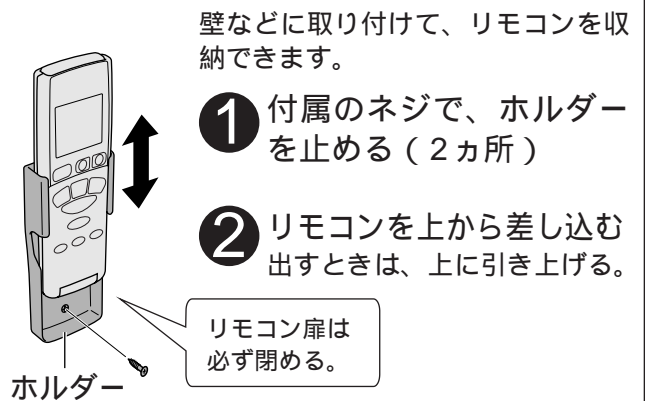 壁などに取り付けて、リモコンを収
納できます。
❶ 付属のネジで、ホルダー
を止める（２ヵ所）
❷ リモコンを上から差し込む
出すときは、上に引き上げる。
リモコン扉は
必ず閉める。
ホルダー